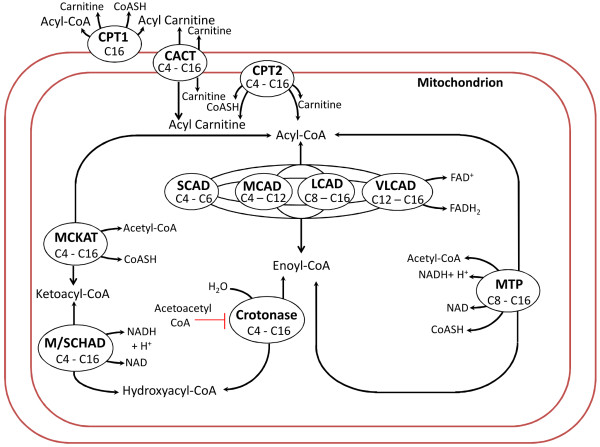 Carnitine
CoASH
Acyl-CoA
Acyl Carnitine
CPT1
C16
Carnitine
CACT
C4 - C16
CPT2
C4 - C16
Mitochondrion
Carnitine
CoASH
Carnitine
Acyl Carnitine
Acyl-CoA
SCAD
C4 - C6
MCAD
C4 – C12
LCAD
C8 – C16
VLCAD
C12 – C16
FAD⁺
FADH₂
MCKAT
C4 - C16
Acetyl-CoA
CoASH
Ketoacyl-CoA
Enoyl-CoA
H₂O
Acetoacetyl
CoA
Crotonase
C4 - C16
Acetyl-CoA
NADH+ H⁺
NAD
CoASH
MTP
C8 - C16
M/SCHAD
C4 - C16
NADH
+ H⁺
NAD
Hydroxyacyl-CoA